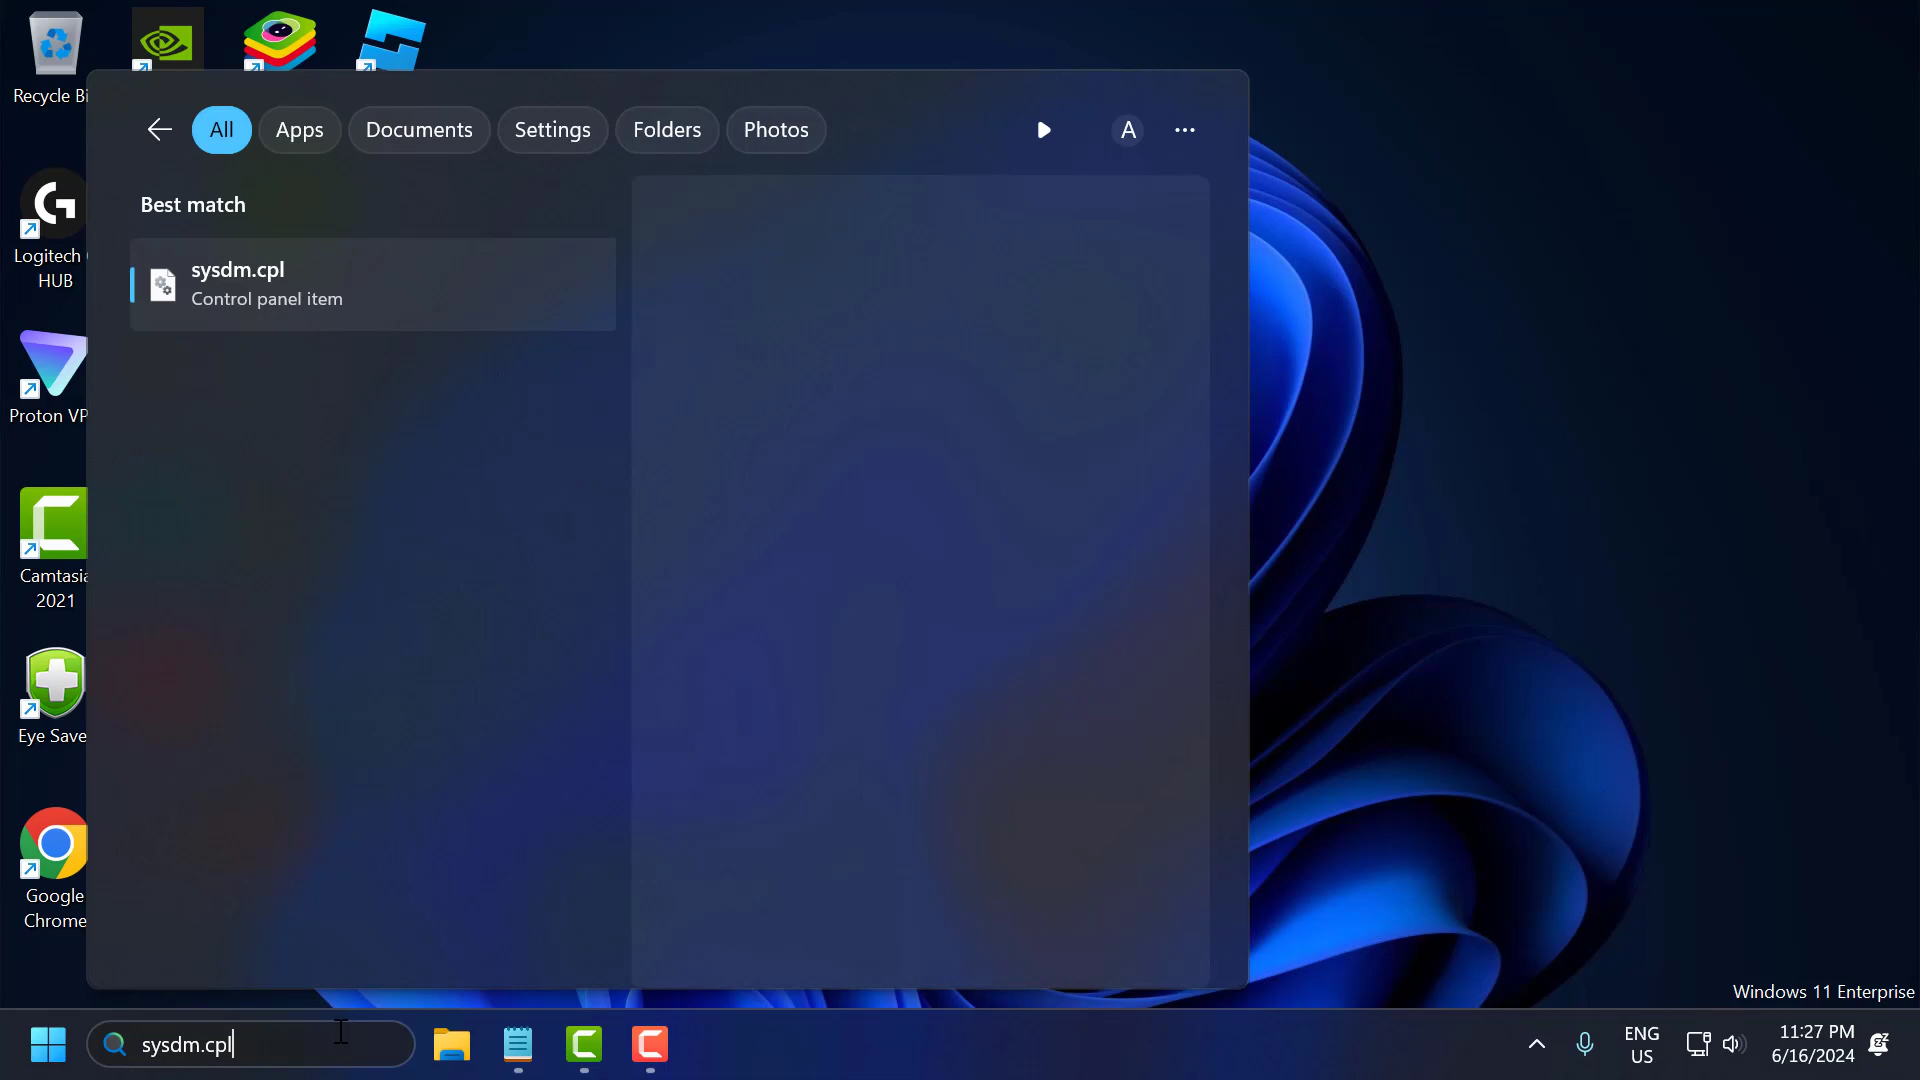 Recycle Bi
All
Apps
Documents
Settings
Folders
Photos
A
Best match
sysdm.cpl
Control panel item
Logitech
HUB
Proton VP
Camtasia
2021
Eye Save
Google
Chrome
Windows 11 Enterprise
sysdm.cpl
ENG
US
11:27 PM
6/16/2024